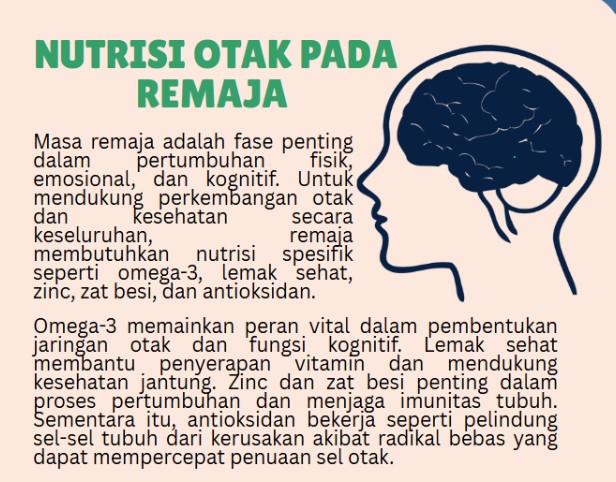 NUTRISI OTAK PADA
REMAJA
Masa remaja adalah fase penting
dalam pertumbuhan fisik,
emosional, dan kognitif. Untuk
mendukung perkembangan otak
dan kesehatan secara
keseluruhan, remaja
membutuhkan nutrisi spesifik
seperti omega-3, lemak sehat,
zinc, zat besi, dan antioksidan.
Omega-3 memainkan peran vital dalam pembentukan
jaringan otak dan fungsi kognitif. Lemak sehat
membantu penyerapan vitamin dan mendukung
kesehatan jantung. Zinc dan zat besi penting dalam
proses pertumbuhan dan menjaga imunitas tubuh.
Sementara itu, antioksidan bekerja seperti pelindung
sel-sel tubuh dari kerusakan akibat radikal bebas yang
dapat mempercepat penuaan sel otak.